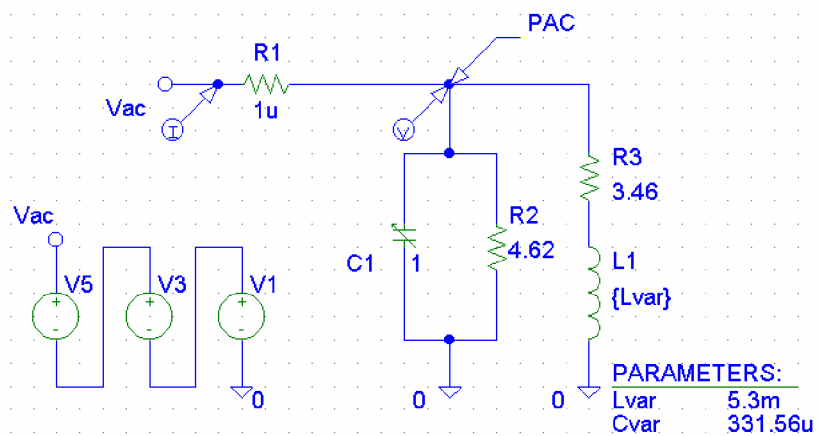 PAC
R1
Vac
1u
I
V
R3
3.46
R2
4.62
C1
1
L1
{Lvar}
Vac
V5
V3
V1
+
-
+
-
+
-
0
0
0
PARAMETERS:
Lvar 5.3m
Cvar 331.56u